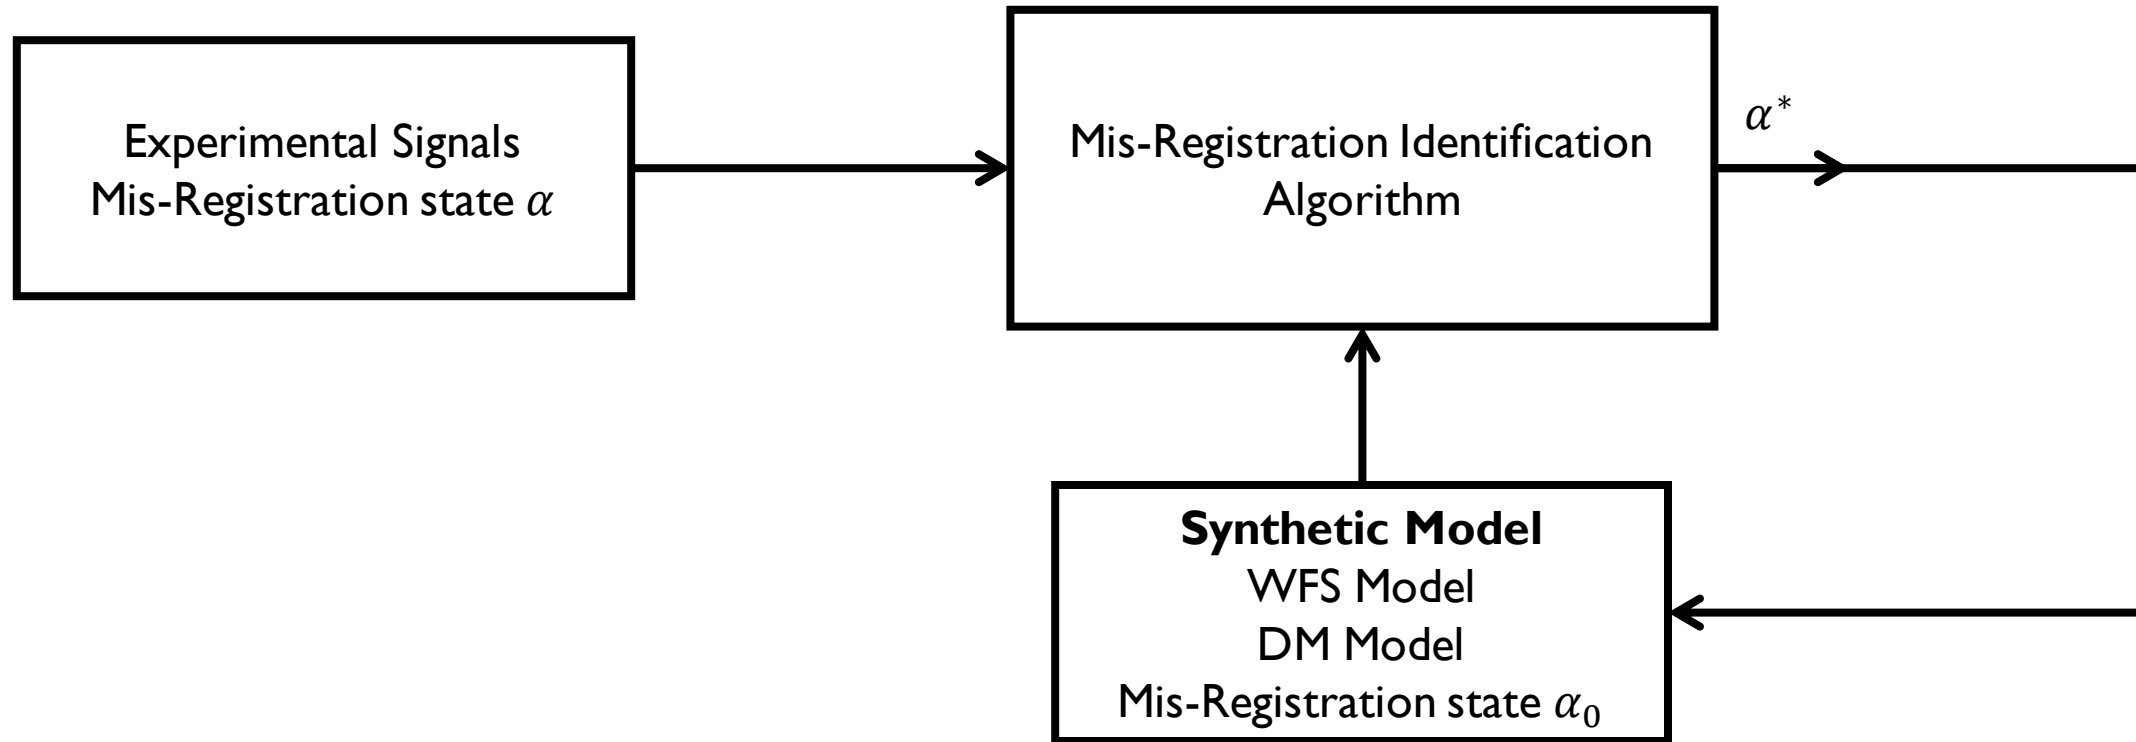 Experimental Signals
Mis-Registration state α
Mis-Registration Identification
Algorithm
α*
Synthetic Model
WFS Model
DM Model
Mis-Registration state α₀